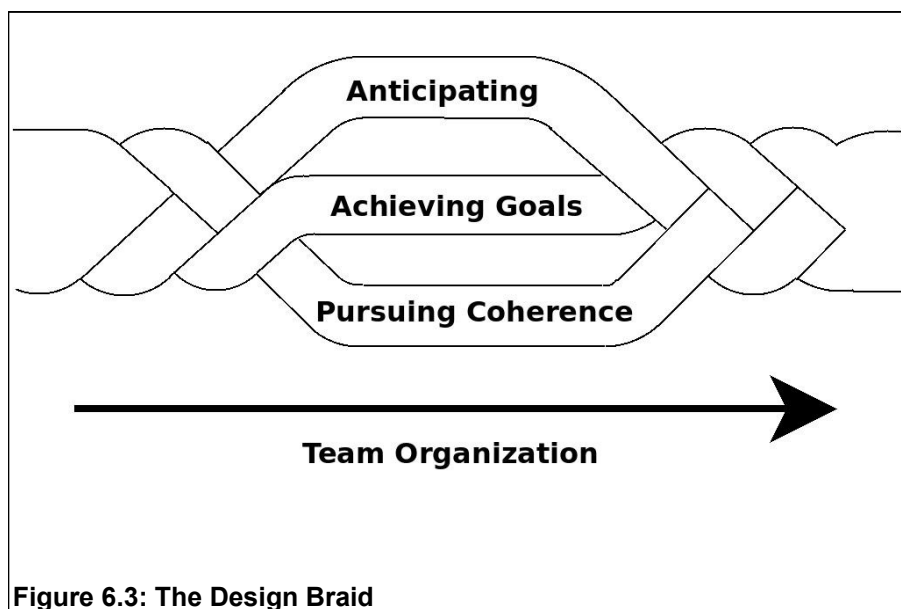 Anticipating
Achieving Goals
Pursuing Coherence
Team Organization
Figure 6.3: The Design Braid